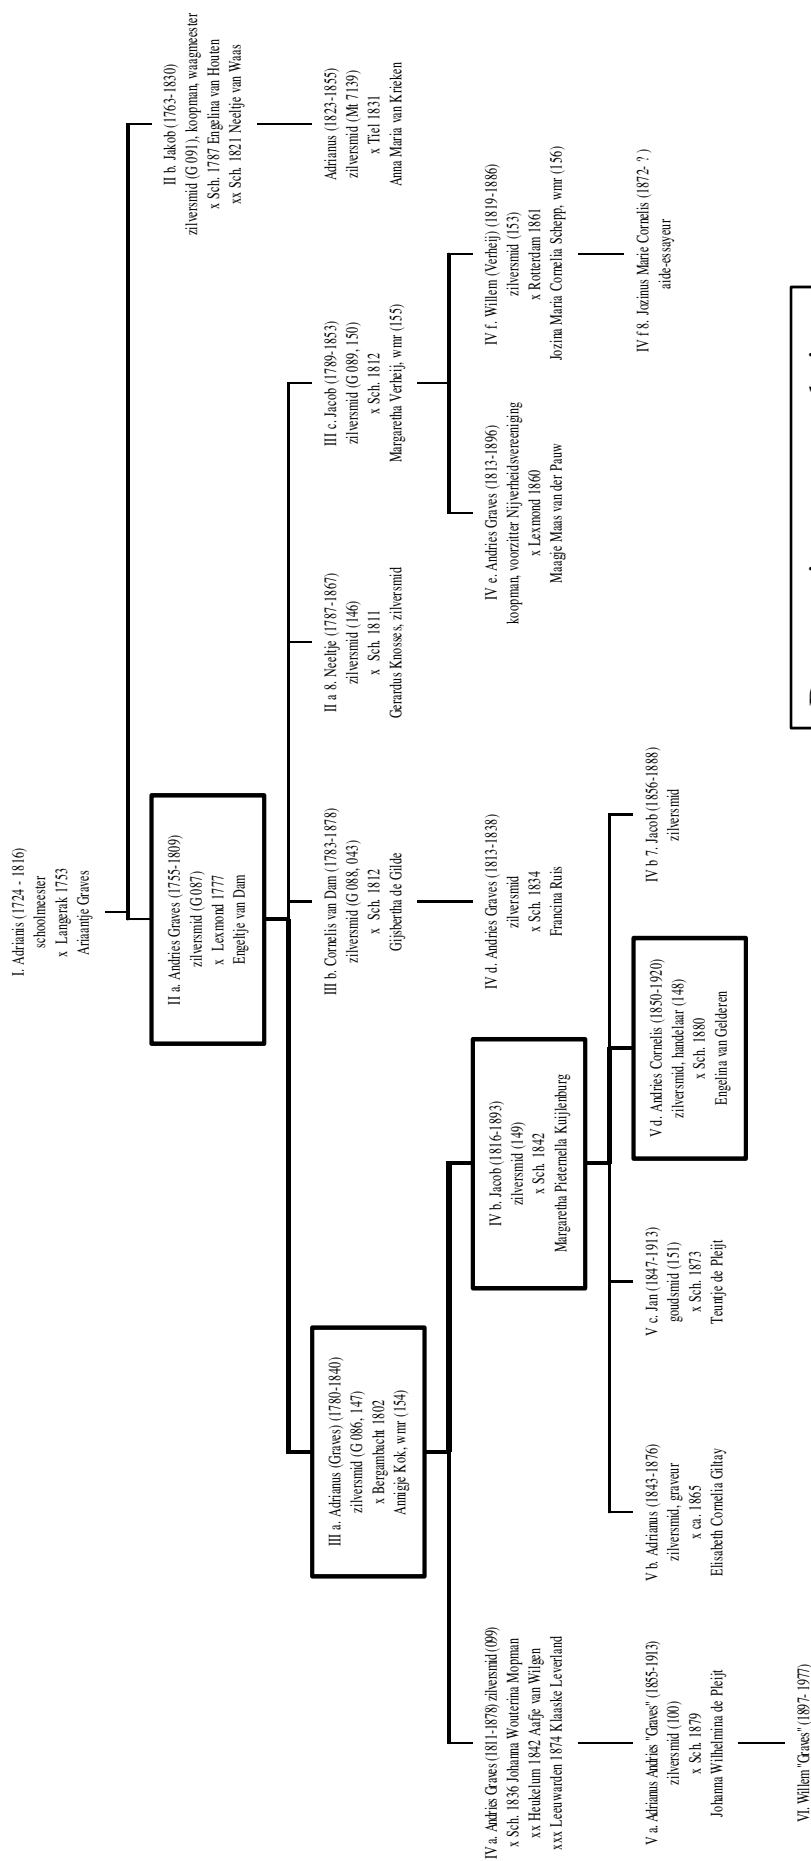 I. Adrianis (1724 - 1816)
schoolmeester
x Langerak 1753
Ariaantje Graves
II a. Andries Graves (1755-1809)
zilversmid (G 087)
x Lexmond 1777
Engeltje van Dam
II b. Jakob (1763-1830)
zilversmid (G 091), koopman, waagmeester
x Sch. 1787 Engelina van Houten
xx Sch. 1821 Neeltje van Waas
III a. Adrianus (Graves) (1780-1840)
zilversmid (G 086, 147)
x Bergambacht 1802
Annigje Kok, wmr (154)
III b. Cornelis van Dam (1783-1878)
zilversmid (G 088, 043)
x Sch. 1812
Gijsbertha de Gilde
II a 8. Neeltje (1787-1867)
zilversmid (146)
x Sch. 1811
Gerardus Knosses, zilversmid
III c. Jacob (1789-1853)
zilversmid (G 089, 150)
x Sch. 1812
Margaretha Verheij, wmr (155)
Adrianus (1823-1855)
zilversmid (Mt 7139)
x Tiel 1831
Anna Maria van Krieken
IV a. Andries Graves (1811-1878) zilversmid (099)
x Sch. 1836 Johanna Wouterina Mopman
xx Heukelum 1842 Aafje van Wilgen
xxx Leeuwarden 1874 Klaaske Leverland
IV b. Jacob (1816-1893)
zilversmid (149)
x Sch. 1842
Margaretha Pieternella Kuijlenburg
IV d. Andries Graves (1813-1838)
zilversmid
x Sch. 1834
Francina Ruis
IV e. Andries Graves (1813-1896)
koopman, voorzitter Nijverheidsvereeniging
x Lexmond 1860
Maagje Maas van der Pauw
IV f. Willem (Verheij) (1819-1886)
zilversmid (153)
x Rotterdam 1861
Jozina Maria Cornelia Schepp, wmr (156)
V a. Adrianus Andries "Graves" (1855-1913)
zilversmid (100)
x Sch. 1879
Johanna Wilhelmina de Pleijt
V b. Adrianus (1843-1876)
zilversmid, graveur
x ca. 1865
Elisabeth Cornelia Giltay
V c. Jan (1847-1913)
goudsmid (151)
x Sch. 1873
Teuntje de Pleijt
V d. Andries Cornelis (1850-1920)
zilversmid, handelaar (148)
x Sch. 1880
Engelina van Gelderen
IV b 7. Jacob (1856-1888)
zilversmid
IV f 8. Jozinus Marie Cornelis (1872- ? )
aide-essayeur
VI. Willem "Graves" (1897- 1977)